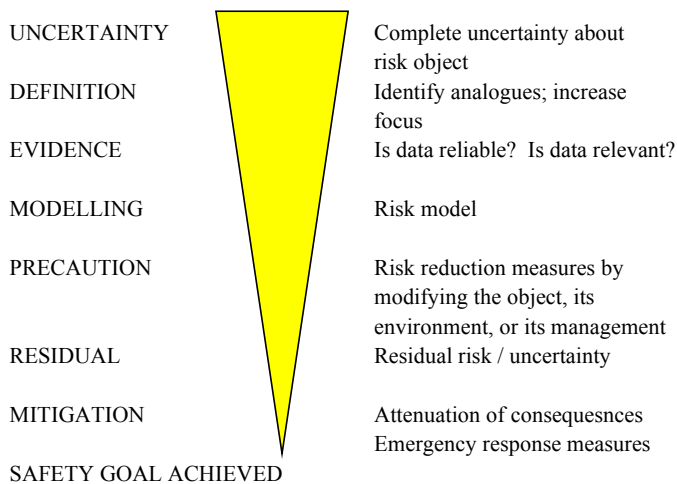 UNCERTAINTY Complete uncertainty about
risk object
DEFINITION Identify analogues; increase
focus
EVIDENCE Is data reliable? Is data relevant?
MODELLING Risk model
PRECAUTION Risk reduction measures by
modifying the object, its
environment, or its management
RESIDUAL Residual risk / uncertainty
MITIGATION Attenuation of consequesnces
Emergency response measures
SAFETY GOAL ACHIEVED